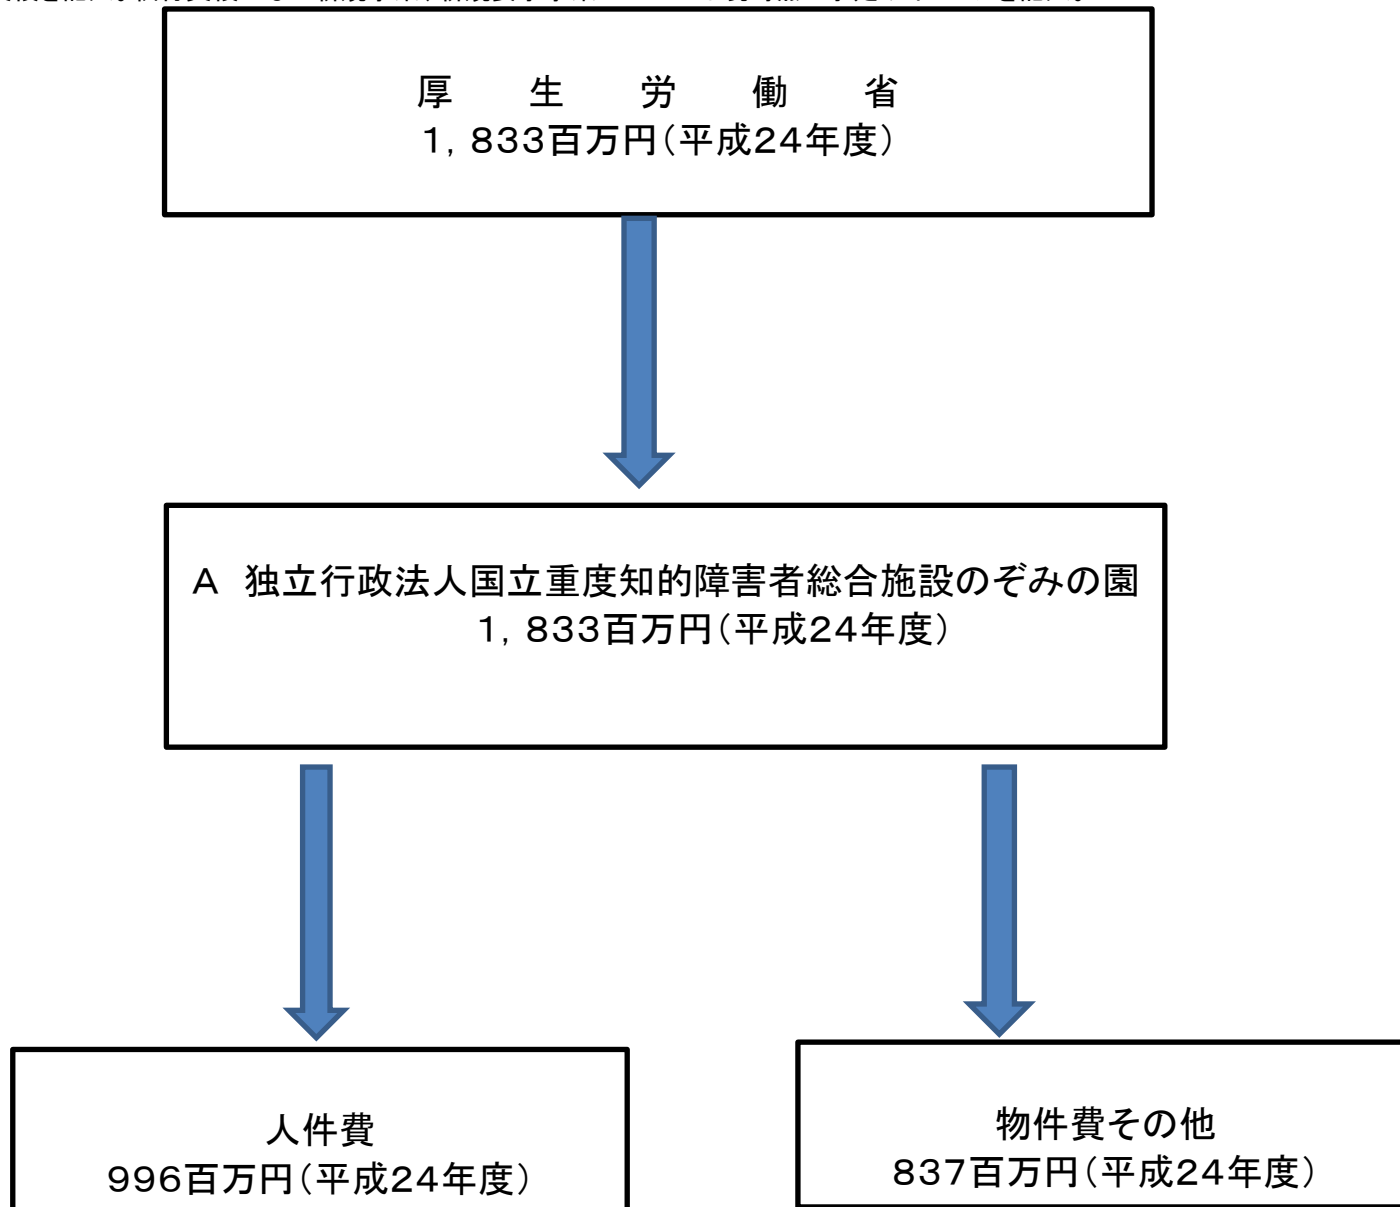 厚　生　労　働　省
１，８３３百万円（平成２４年度）
Ａ　独立行政法人国立重度知的障害者総合施設のぞみの園
１，８３３百万円（平成２４年度）
人件費
９９６百万円（平成２４年度）
物件費その他
８３７百万円（平成２４年度）